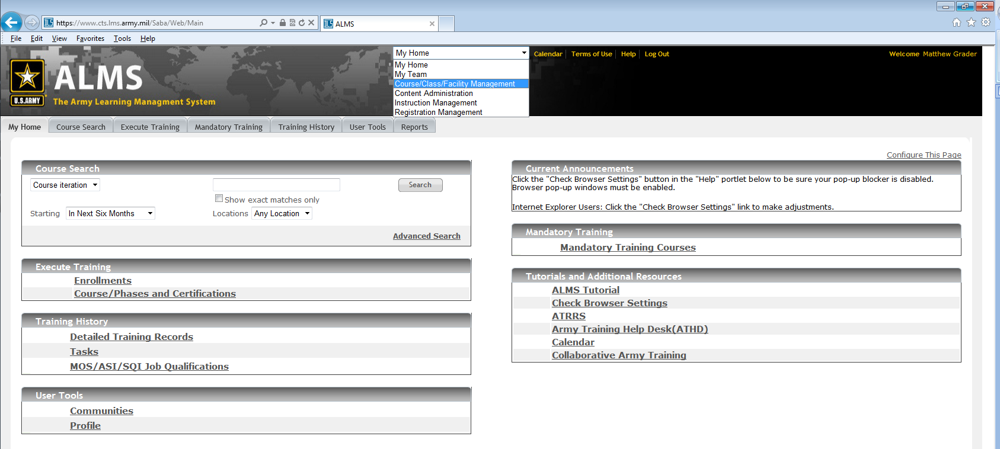 https://www.cts.lms.army.mil/Saba/Web/Main
ALMS
File Edit View Favorites Tools Help
U.S.ARMY
ALMS
The Army Learning Managment System
My Home
My Home
My Team
Course/Class/Facility Management
Content Administration
Instruction Management
Registration Management
Calendar Terms of Use Help Log Out
Welcome Matthew Grader
My Home Course Search Execute Training Mandatory Training Training History User Tools Reports
Configure This Page
Course Search
Course iteration
Search
Show exact matches only
Starting In Next Six Months Locations Any Location
Advanced Search
Execute Training
Enrollments
Course/Phases and Certifications
Training History
Detailed Training Records
Tasks
MOS/ASI/SQI Job Qualifications
User Tools
Communities
Profile
Current Announcements
Click the "Check Browser Settings" button in the "Help" portlet below to be sure your pop-up blocker is disabled.
Browser pop-up windows must be enabled.
Internet Explorer Users: Click the "Check Browser Settings" link to make adjustments.
Mandatory Training
Mandatory Training Courses
Tutorials and Additional Resources
ALMS Tutorial
Check Browser Settings
ATRRS
Army Training Help Desk(ATHD)
Calendar
Collaborative Army Training